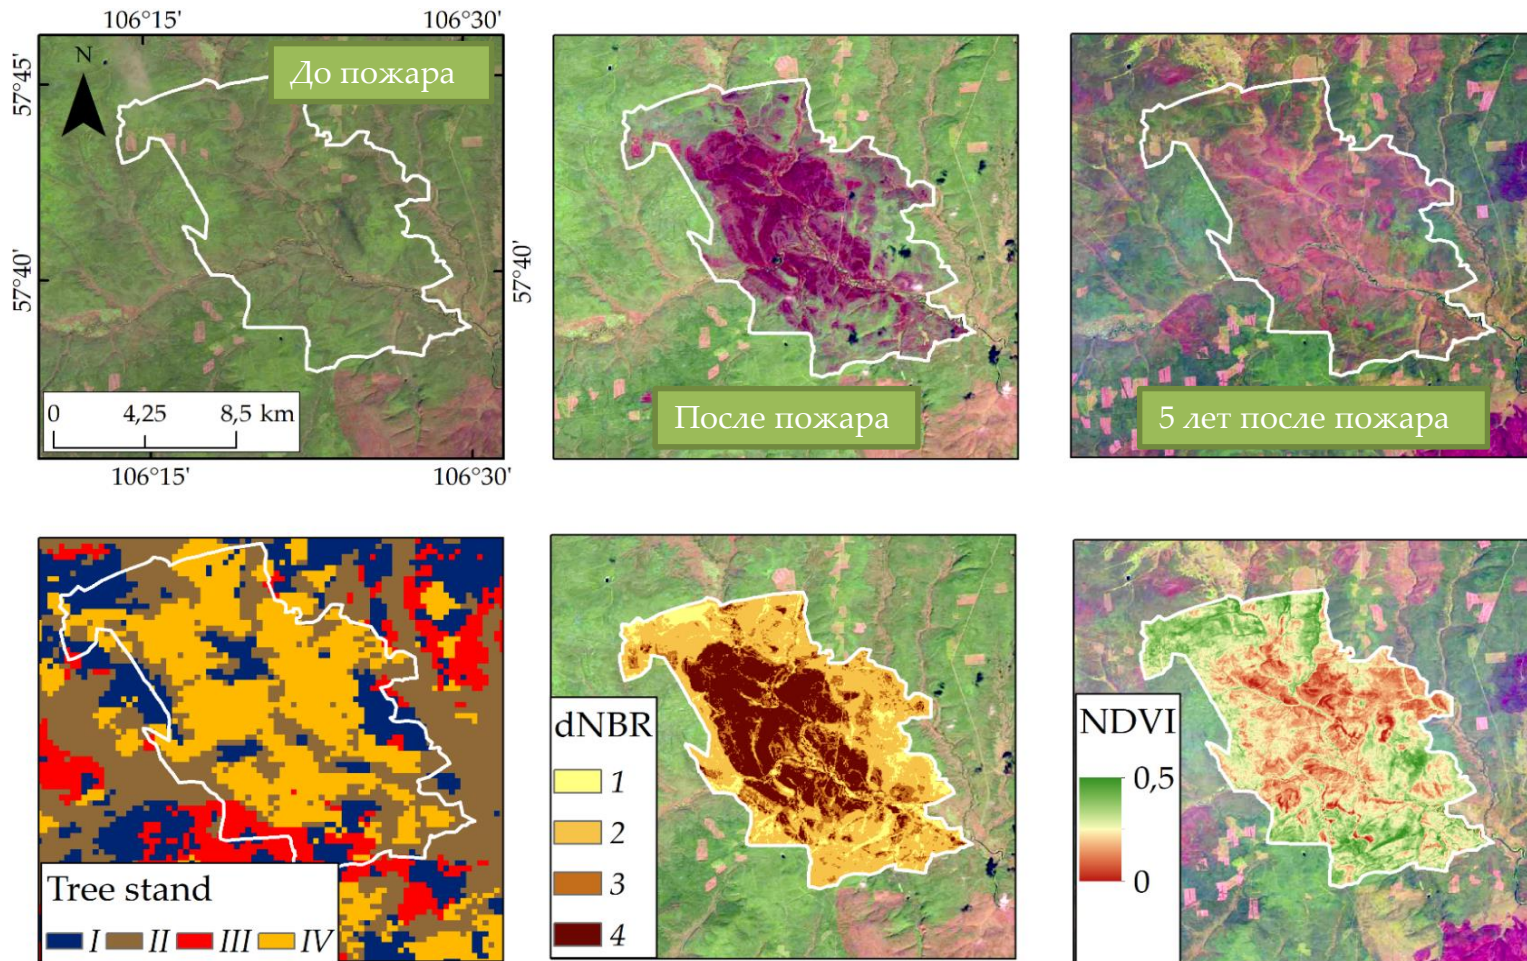 106°15' 106°30'
N
До пожара
57°45'
57°40'
57°40'
0 4,25 8,5 km
106°15' 106°30'
После пожара
5 лет после пожара
Tree stand
I II III IV
dNBR
1
2
3
4
NDVI
0,5
0